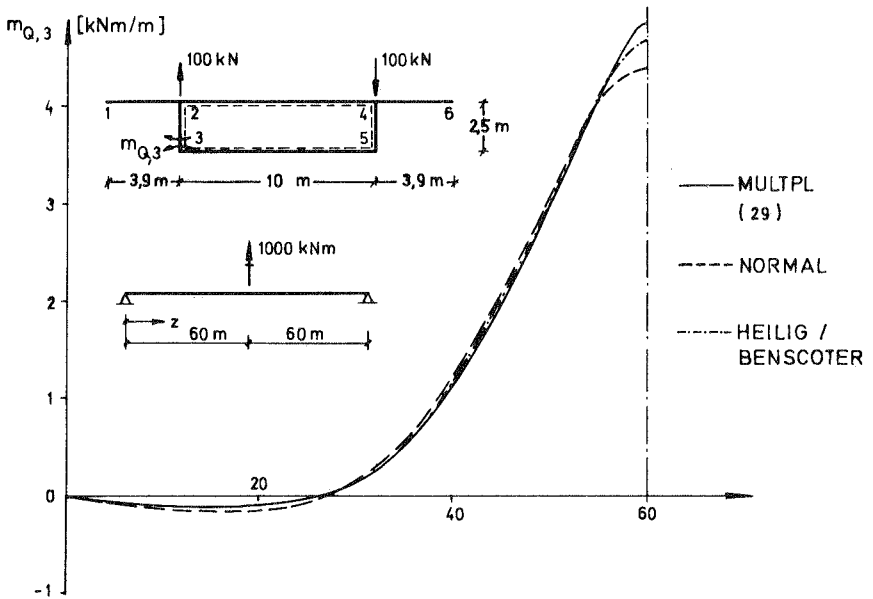 m Q, 3 [kNm/m]
100 kN 100 kN
4
1 2 4 6
3 5
2,5 m
m Q,3
3,9 m 10 m 3,9 m
3
MULTPL
(29)
1000 kNm
NORMAL
2
z
60 m 60 m
HEILIG /
BENSCOTER
1
0
20
40 60
-1